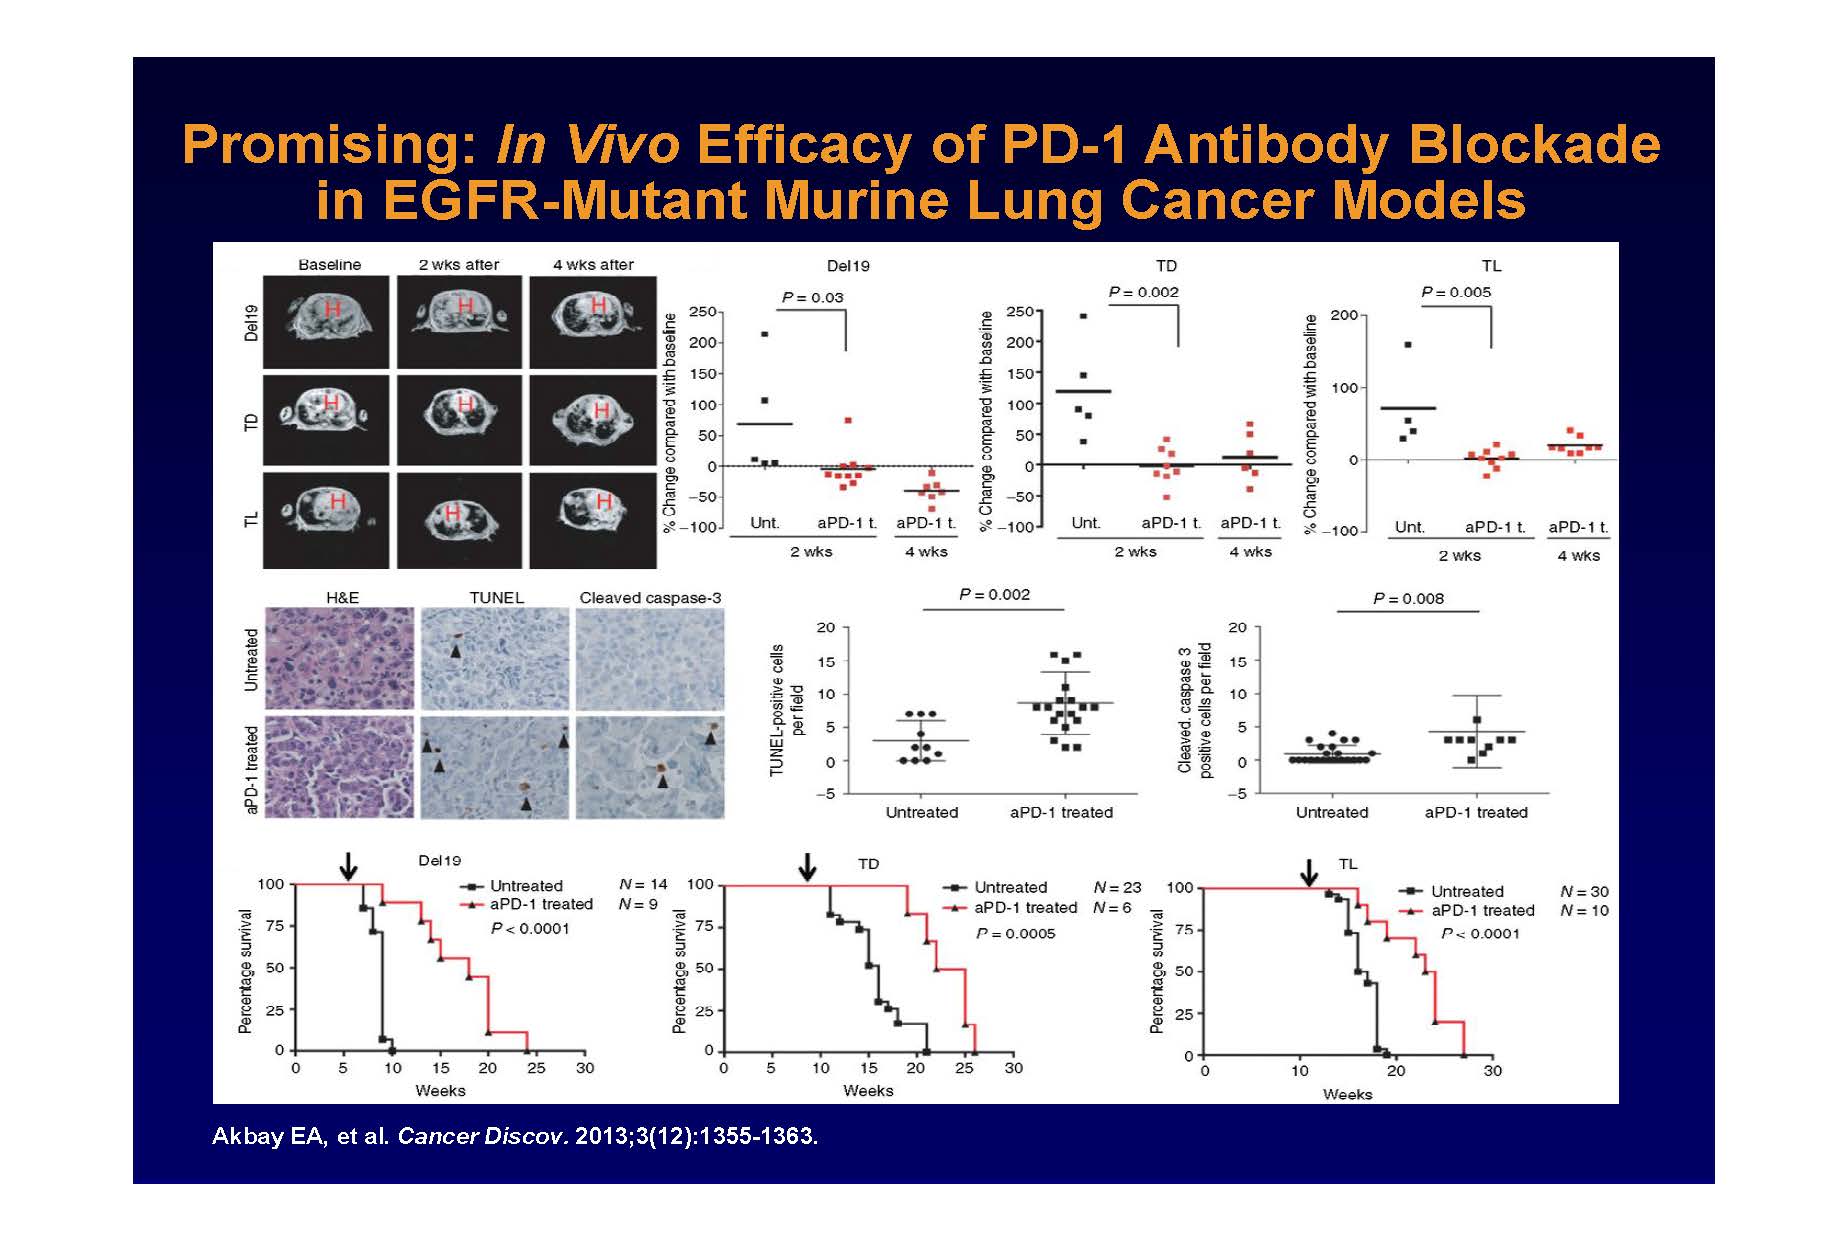 Promising: In Vivo Efficacy of PD-1 Antibody Blockade
in EGFR-Mutant Murine Lung Cancer Models
Baseline 2 wks after 4 wks after
Del19
H H H
TD
H H H
TL
H H H
Del19
P = 0.03
% Change compared with baseline
250
200
150
100
50
0
−50
−100
Unt. aPD-1 t. aPD-1 t.
2 wks 4 wks
TD
P = 0.002
% Change compared with baseine
250
200
150
100
50
0
−50
−100
Unt. aPD-1 t. aPD-1 t.
2 wks 4 wks
TL
P = 0.005
% Change compared with baseline
200
100
0
−100
Unt. aPD-1 t. aPD-1 t.
2 wks 4 wks
H&E TUNEL Cleaved caspase-3
Untreated
aPD-1 treated
P = 0.002
TUNEL-positive cells
per field
20
15
10
5
0
−5
Untreated aPD-1 treated
P = 0.008
Cleaved. caspase 3
positive cells per field
20
15
10
5
0
−5
Untreated aPD-1 treated
Del19
Untreated N = 14
aPD-1 treated N = 9
P < 0.0001
Percentage survival
100
75
50
25
0
0 5 10 15 20 25 30
Weeks
TD
Untreated N = 23
aPD-1 treated N = 6
P = 0.0005
Percentage survival
100
75
50
25
0
0 5 10 15 20 25 30
Weeks
TL
Untreated N = 30
aPD-1 treated N = 10
P < 0.0001
Percentage survival
100
75
50
25
0
0 10 20 30
Weeks
Akbay EA, et al. Cancer Discov. 2013;3(12):1355-1363.